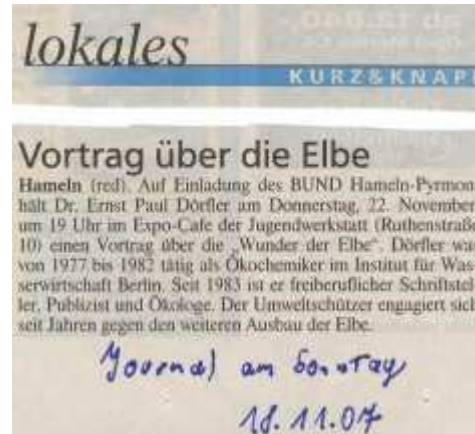 lokales
KURZ&KNAPP
Vortrag über die Elbe
Hameln (red). Auf Einladung des BUND Hameln-Pyrmon
hält Dr. Ernst Paul Dörfler am Donnerstag, 22. November
um 19 Uhr im Expo-Cafe der Jugendwerkstatt (Ruthenstraße
10) einen Vortrag über die „Wunder der Elbe“. Dörfler war
von 1977 bis 1982 tätig als Ökochemiker im Institut für Was-
serwirtschaft Berlin. Seit 1983 ist er freiberuflicher Schriftstel-
ler, Publizist und Ökologe. Der Umweltschützer engagiert sich
seit Jahren gegen den weiteren Ausbau der Elbe.
Journal am Sonntag
18.11.07